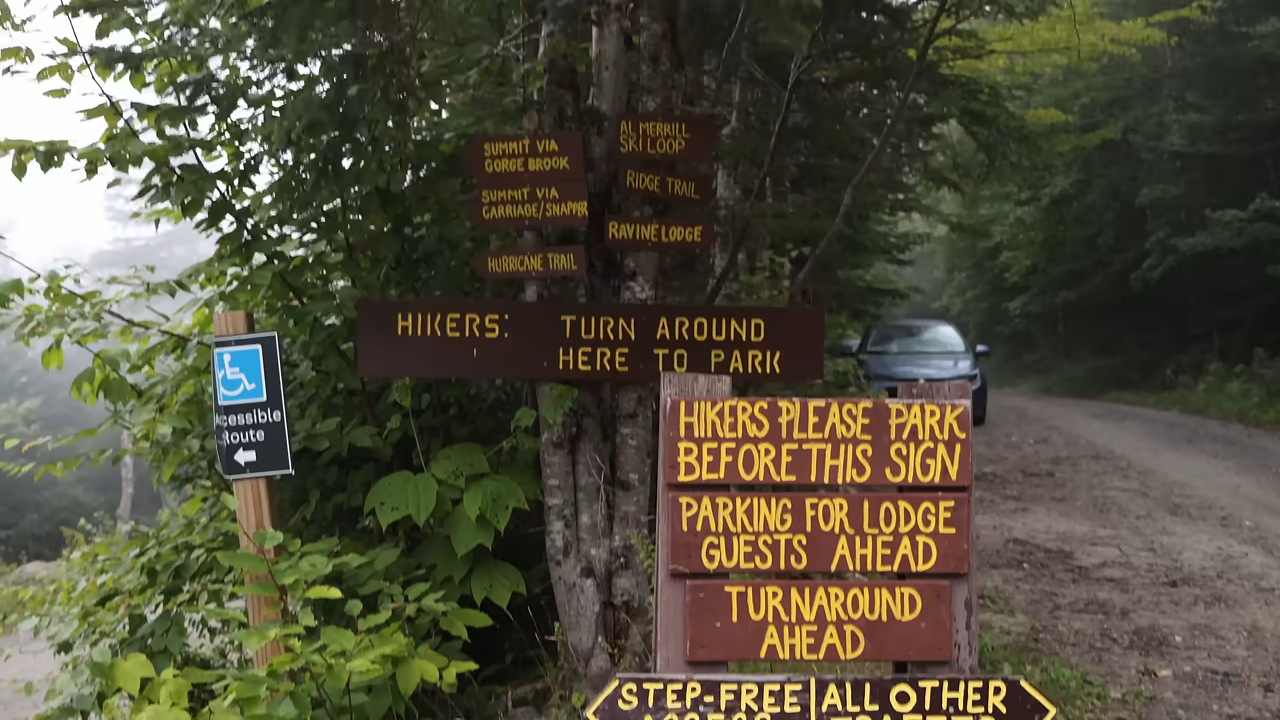 SUMMIT VIA
GORGE BROOK
SUMMIT VIA
CARRIAGE/SNAPPER
HURRICANE TRAIL
AL MERRILL
SKI LOOP
RIDGE TRAIL
RAVINE LODGE
HIKERS: TURN AROUND
HERE TO PARK
Accessible
Route
HIKERS PLEASE PARK
BEFORE THIS SIGN
PARKING FOR LODGE
GUESTS AHEAD
TURNAROUND
AHEAD
STEP-FREE ALL OTHER
ACCESS TRAFFIC